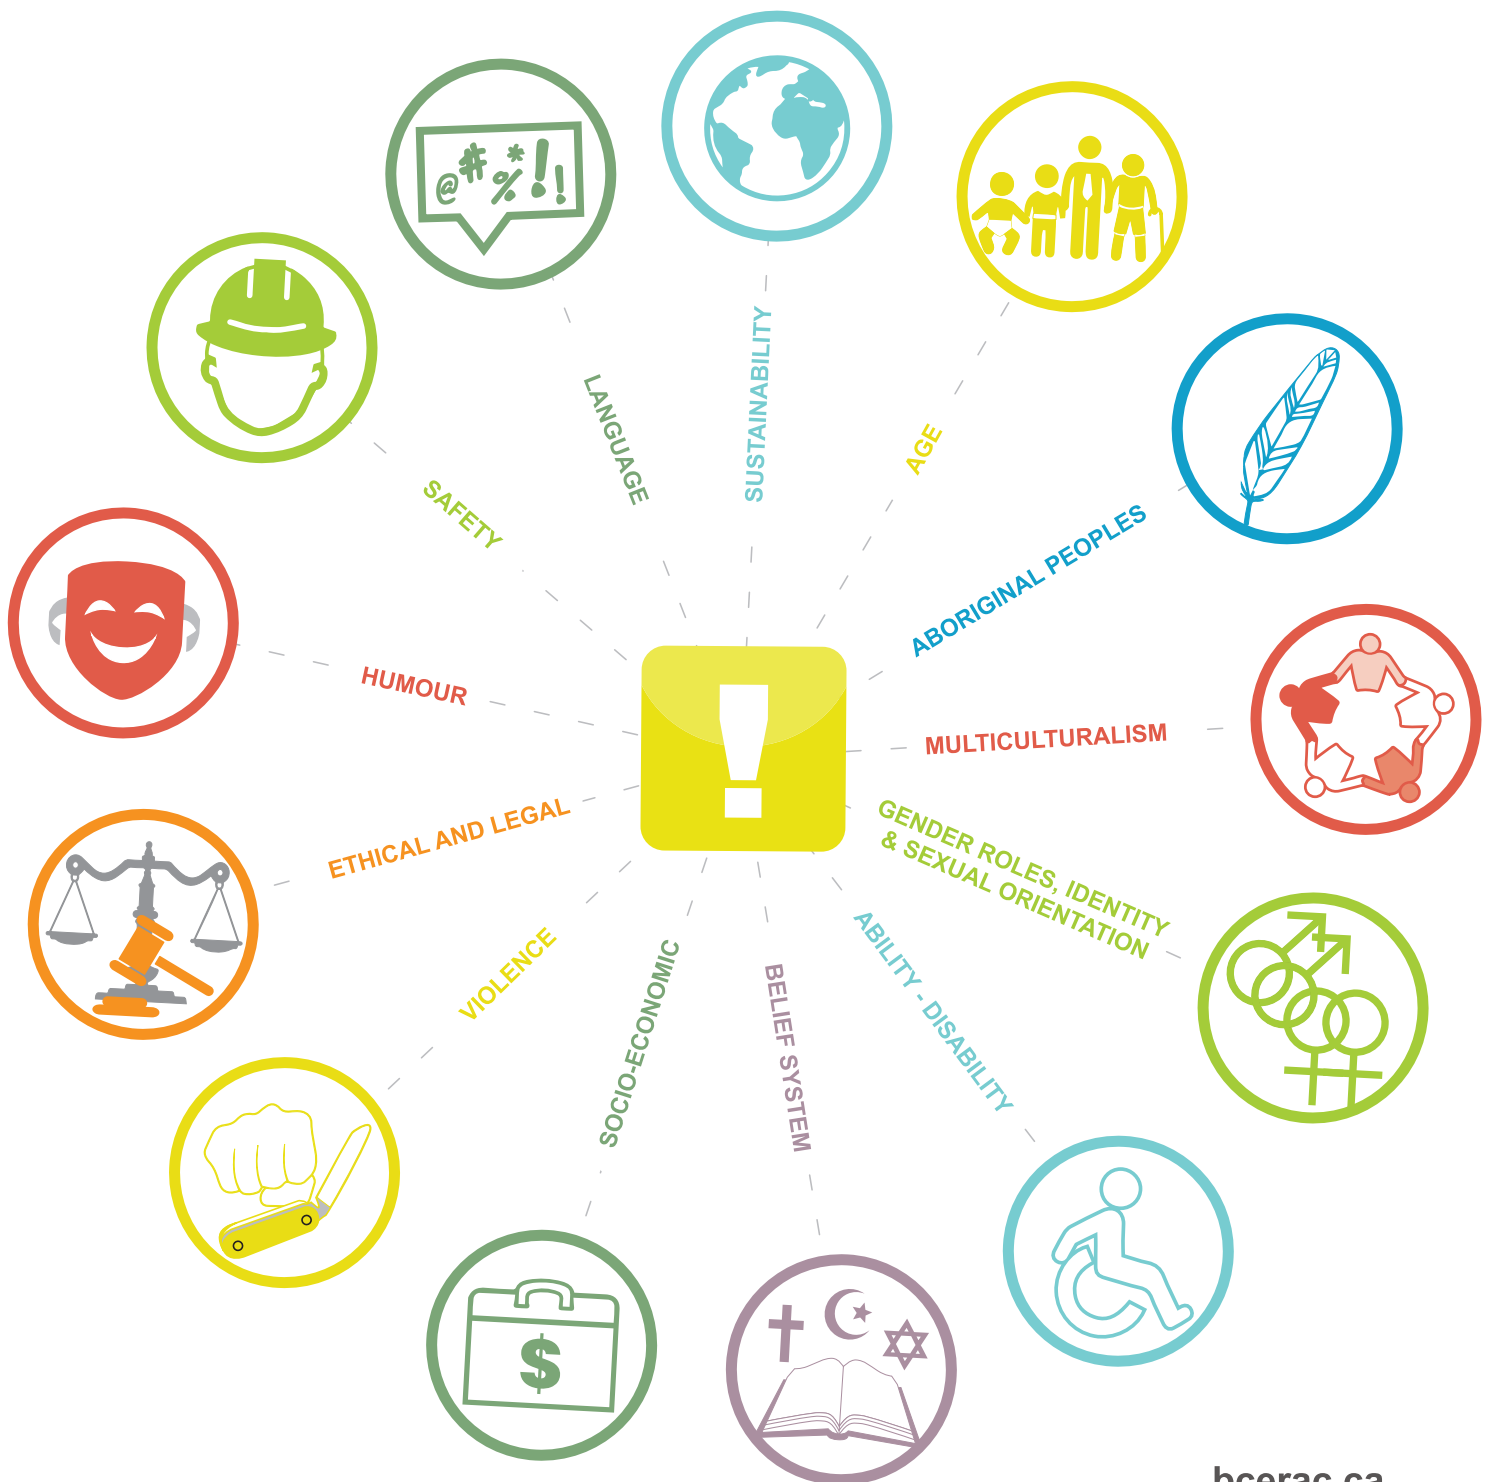 @#%*!!
SUSTAINABILITY
AGE
ABORIGINAL PEOPLES
MULTICULTURALISM
GENDER ROLES, IDENTITY
& SEXUAL ORIENTATION
ABILITY - DISABILITY
BELIEF SYSTEM
SOCIO-ECONOMIC
$
VIOLENCE
ETHICAL AND LEGAL
HUMOUR
SAFETY
LANGUAGE
!
bcerac.ca